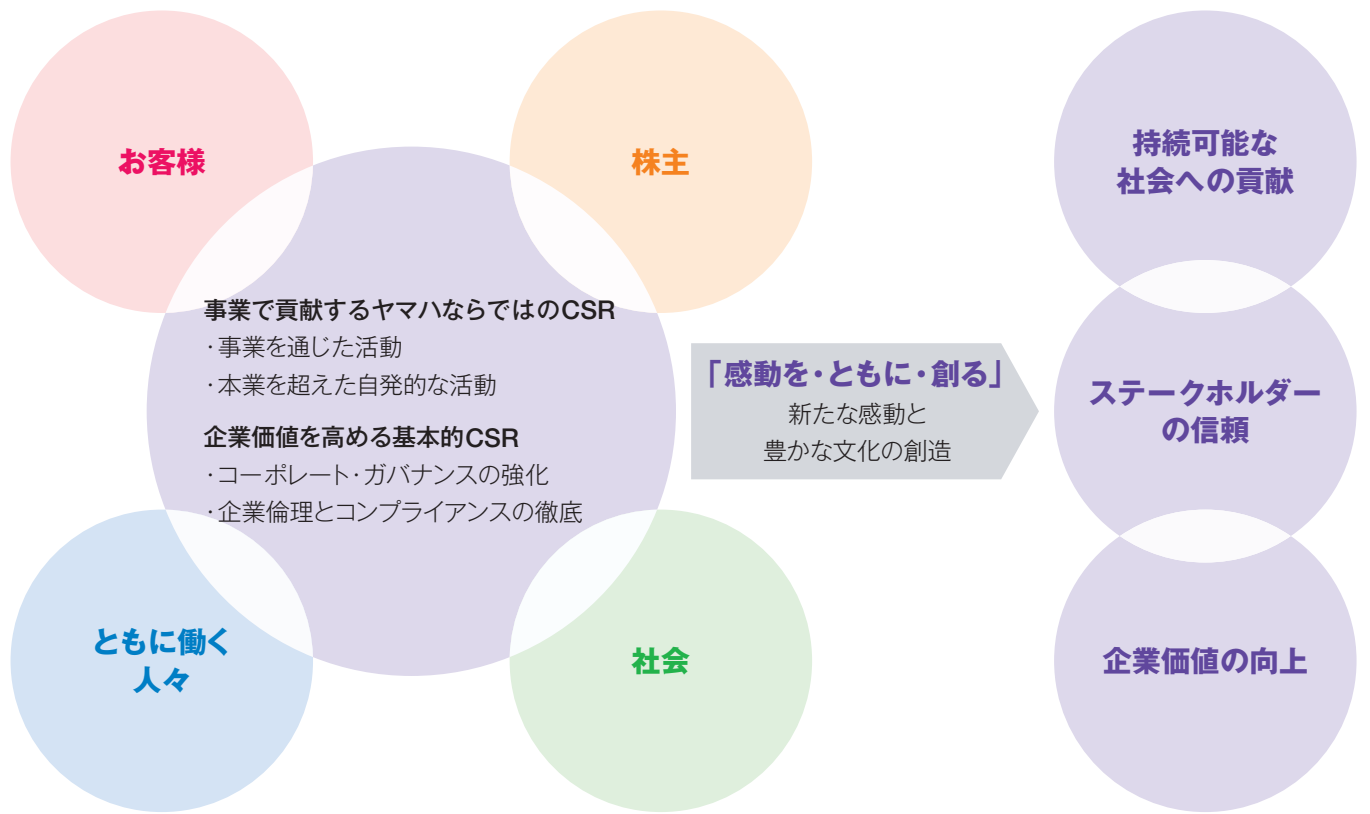 お客様
株主
事業で貢献するヤマハならではのCSR
・事業を通じた活動
・本業を超えた自発的な活動
企業価値を高める基本的CSR
・コーポレート・ガバナンスの強化
・企業倫理とコンプライアンスの徹底
ともに働く
人々
社会
「感動を・ともに・創る」
新たな感動と
豊かな文化の創造
持続可能な
社会への貢献
ステークホルダー
の信頼
企業価値の向上